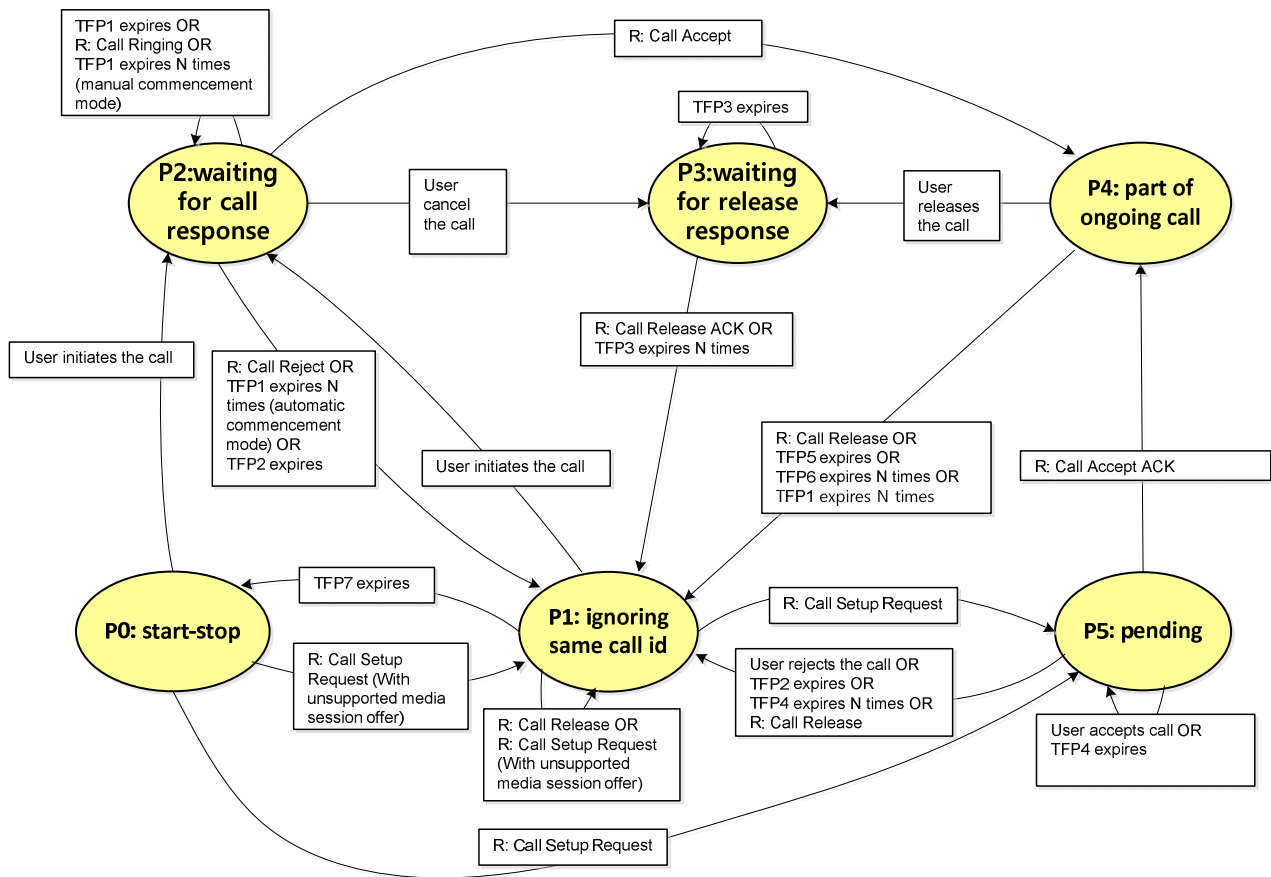 TFP1 expires OR
R: Call Ringing OR
TFP1 expires N times
(manual commencement
mode)
R: Call Accept
TFP3 expires
P2:waiting
for call
response
User
cancel
the call
P3:waiting
for release
response
User
releases
the call
P4: part of
ongoing call
User initiates the call
R: Call Reject OR
TFP1 expires N
times (automatic
commencement
mode) OR
TFP2 expires
User initiates the call
R: Call Release ACK OR
TFP3 expires N times
R: Call Release OR
TFP5 expires OR
TFP6 expires N times OR
TFP1 expires N times
R: Call Accept ACK
P0: start-stop
TFP7 expires
P1: ignoring
same call id
R: Call Setup Request
P5: pending
R: Call Setup
Request (With
unsupported media
session offer)
R: Call Release OR
R: Call Setup Request
(With unsupported
media session offer)
User rejects the call OR
TFP2 expires OR
TFP4 expires N times OR
R: Call Release
User accepts call OR
TFP4 expires
R: Call Setup Request